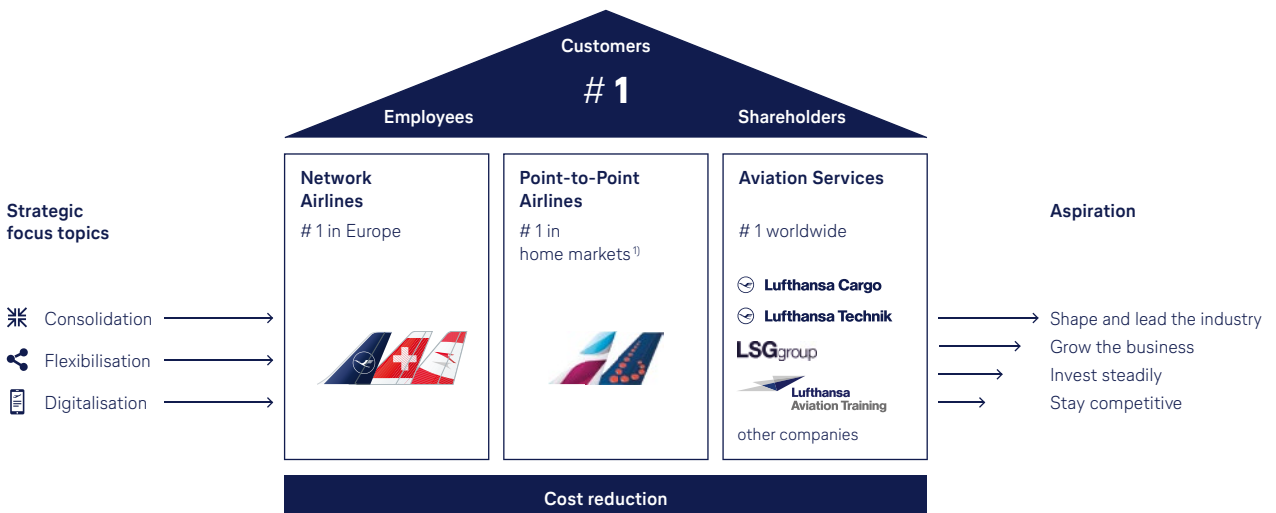 Customers
# 1
Employees
Shareholders
Strategic
focus topics
Consolidation
Flexibilisation
Digitalisation
Network
Airlines
# 1 in Europe
Point-to-Point
Airlines
# 1 in
home markets 1)
Aviation Services
# 1 worldwide
Lufthansa Cargo
Lufthansa Technik
LSGgroup
Lufthansa
Aviation Training
other companies
Aspiration
Shape and lead the industry
Grow the business
Invest steadily
Stay competitive
Cost reduction